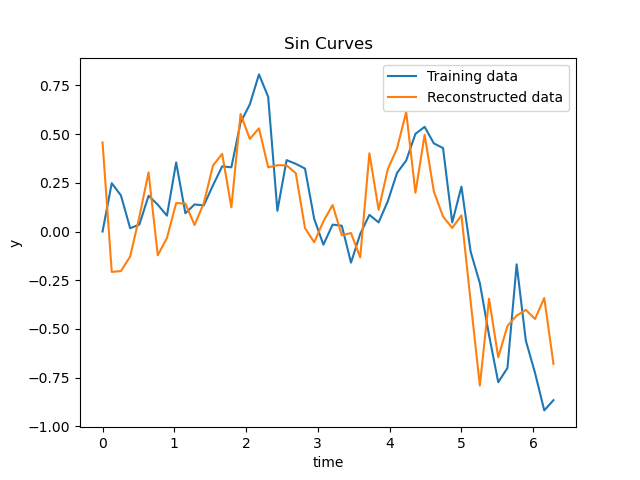 Sin Curves
Training data
Reconstructed data
y
0.75
0.50
0.25
0.00
−0.25
−0.50
−0.75
−1.00
0 1 2 3 4 5 6
time